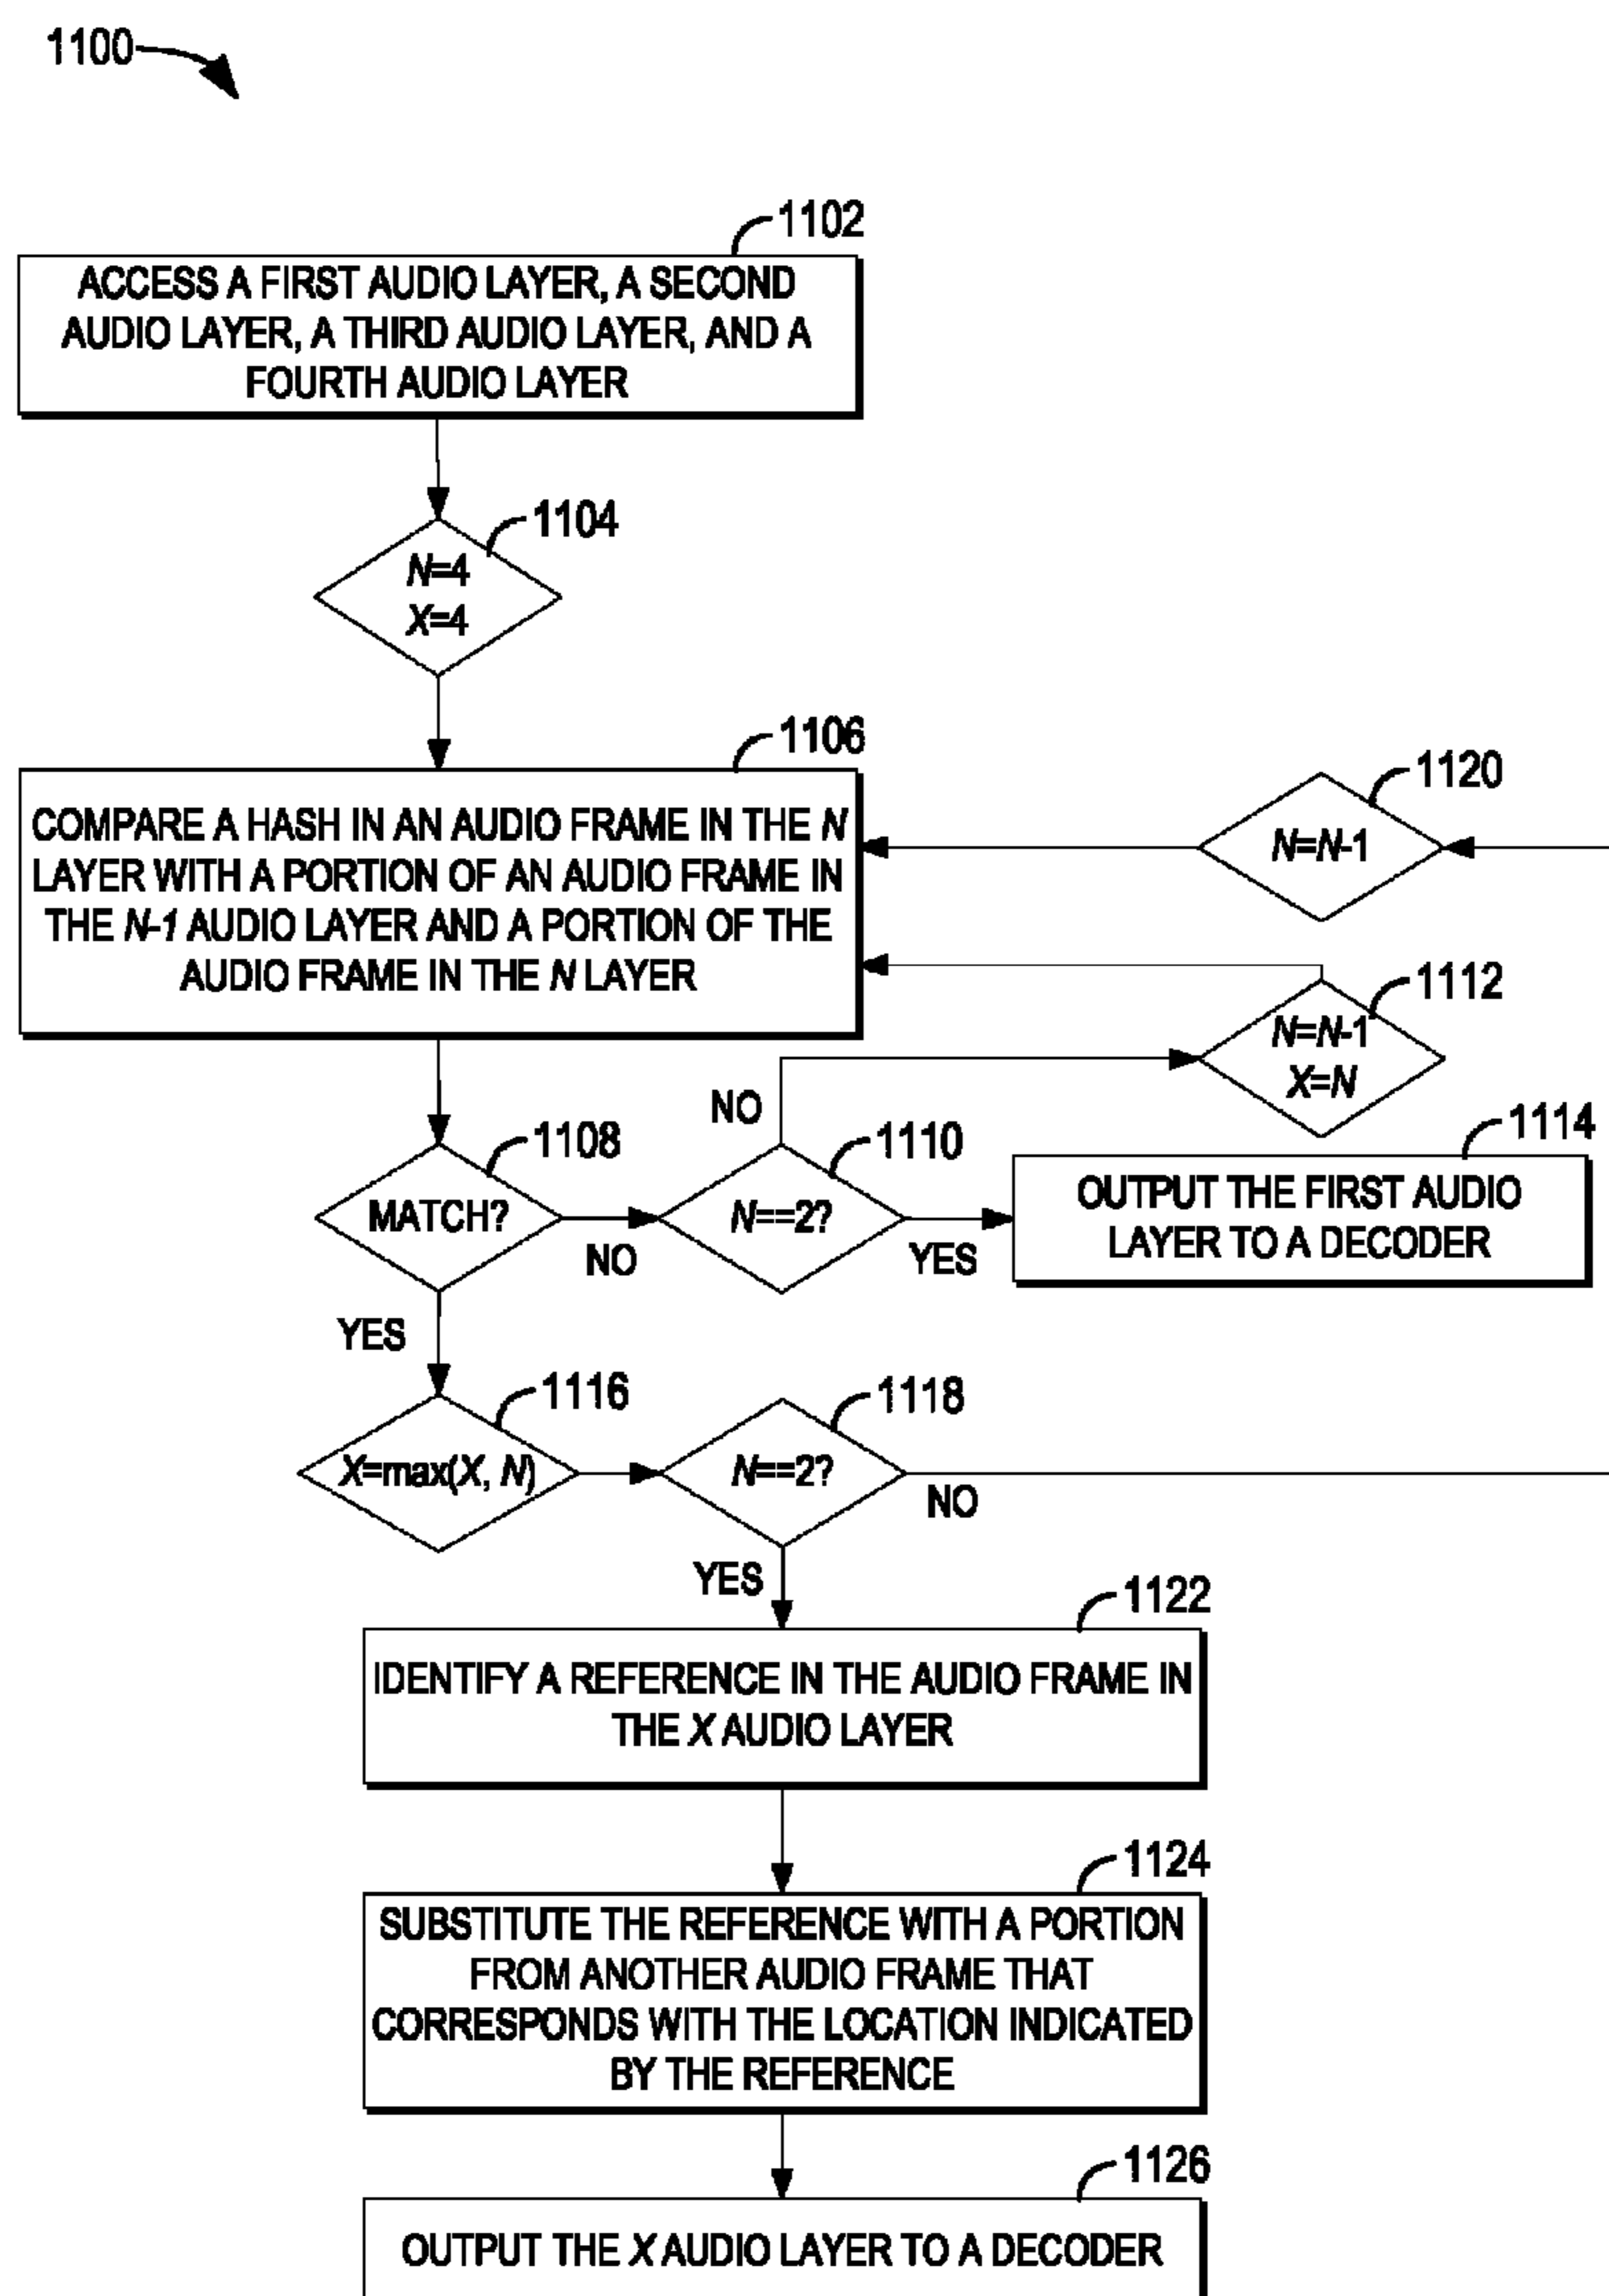 1100
1102
ACCESS A FIRST AUDIO LAYER, A SECOND
AUDIO LAYER, A THIRD AUDIO LAYER, AND A
FOURTH AUDIO LAYER
1104
N=4
X=4
1106
COMPARE A HASH IN AN AUDIO FRAME IN THE N
LAYER WITH A PORTION OF AN AUDIO FRAME IN
THE N-1 AUDIO LAYER AND A PORTION OF THE
AUDIO FRAME IN THE N LAYER
1120
N=N-1
1112
N=N-1
X=N
NO
1108
MATCH?
NO
1110
N==2?
YES
1114
OUTPUT THE FIRST AUDIO
LAYER TO A DECODER
YES
1116
X=max(X, N)
1118
N==2?
NO
YES
1122
IDENTIFY A REFERENCE IN THE AUDIO FRAME IN
THE X AUDIO LAYER
1124
SUBSTITUTE THE REFERENCE WITH A PORTION
FROM ANOTHER AUDIO FRAME THAT
CORRESPONDS WITH THE LOCATION INDICATED
BY THE REFERENCE
1126
OUTPUT THE X AUDIO LAYER TO A DECODER